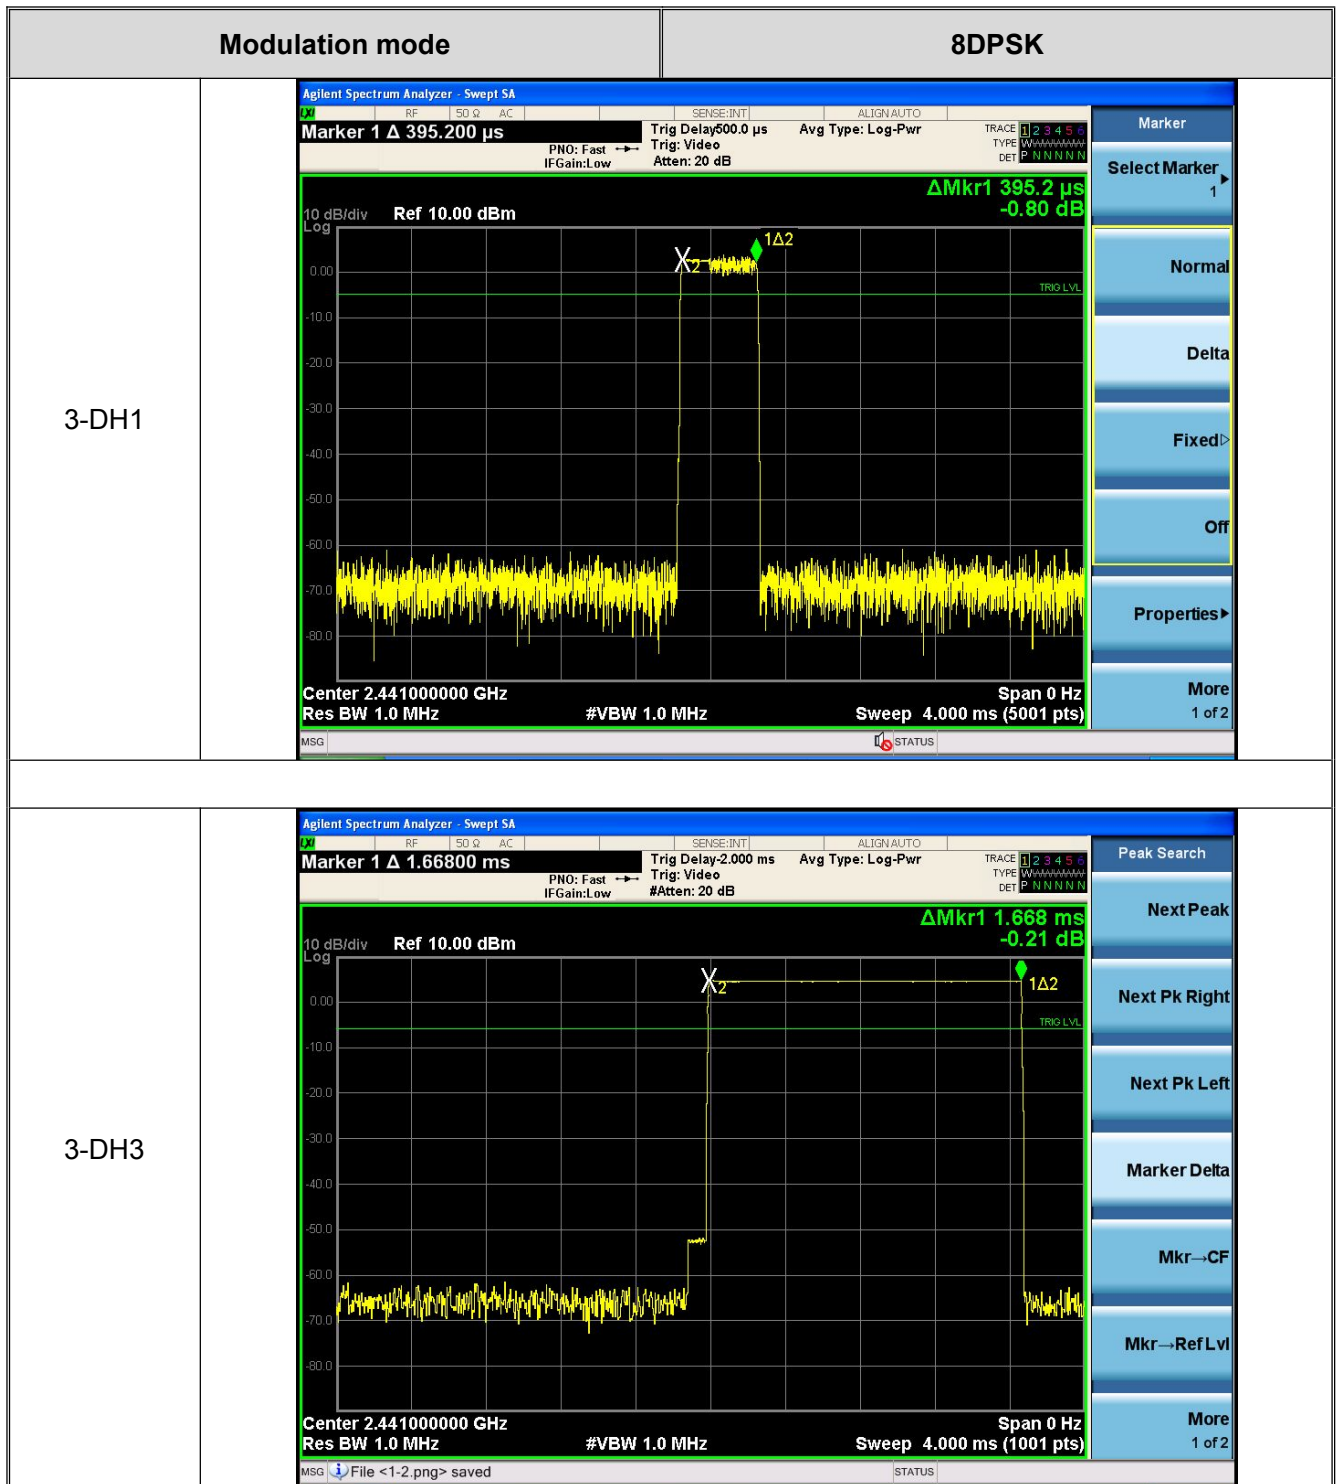 Modulation mode 8DPSK
3-DH1
Agilent Spectrum Analyzer - Swept SA
LXI RF 50 Ω AC SENSE:INT ALIGN AUTO
Marker 1 Δ 395.200 µs
PNO: Fast
IFGain:Low
Trig Delay500.0 µs
Trig: Video
Atten: 20 dB
Avg Type: Log-Pwr
TRACE 1 2 3 4 5 6
TYPE W
DET P N N N N N
ΔMkr1 395.2 µs
-0.80 dB
10 dB/div Ref 10.00 dBm
Log
1Δ2
X2
0.00
TRIG LVL
-10.0
-20.0
-30.0
-40.0
-50.0
-60.0
-70.0
-80.0
Center 2.441000000 GHz Span 0 Hz
Res BW 1.0 MHz #VBW 1.0 MHz Sweep 4.000 ms (5001 pts)
MSG STATUS
Marker
Select Marker
1
Normal
Delta
Fixed
Off
Properties
More
1 of 2
3-DH3
Agilent Spectrum Analyzer - Swept SA
LXI RF 50 Ω AC SENSE:INT ALIGN AUTO
Marker 1 Δ 1.66800 ms
PNO: Fast
IFGain:Low
Trig Delay-2.000 ms
Trig: Video
#Atten: 20 dB
Avg Type: Log-Pwr
TRACE 1 2 3 4 5 6
TYPE W
DET P N N N N N
ΔMkr1 1.668 ms
-0.21 dB
10 dB/div Ref 10.00 dBm
Log
X2
1Δ2
0.00
TRIG LVL
-10.0
-20.0
-30.0
-40.0
-50.0
-60.0
-70.0
-80.0
Center 2.441000000 GHz Span 0 Hz
Res BW 1.0 MHz #VBW 1.0 MHz Sweep 4.000 ms (1001 pts)
MSG File <1-2.png> saved STATUS
Peak Search
Next Peak
Next Pk Right
Next Pk Left
Marker Delta
Mkr→CF
Mkr→Ref Lvl
More
1 of 2